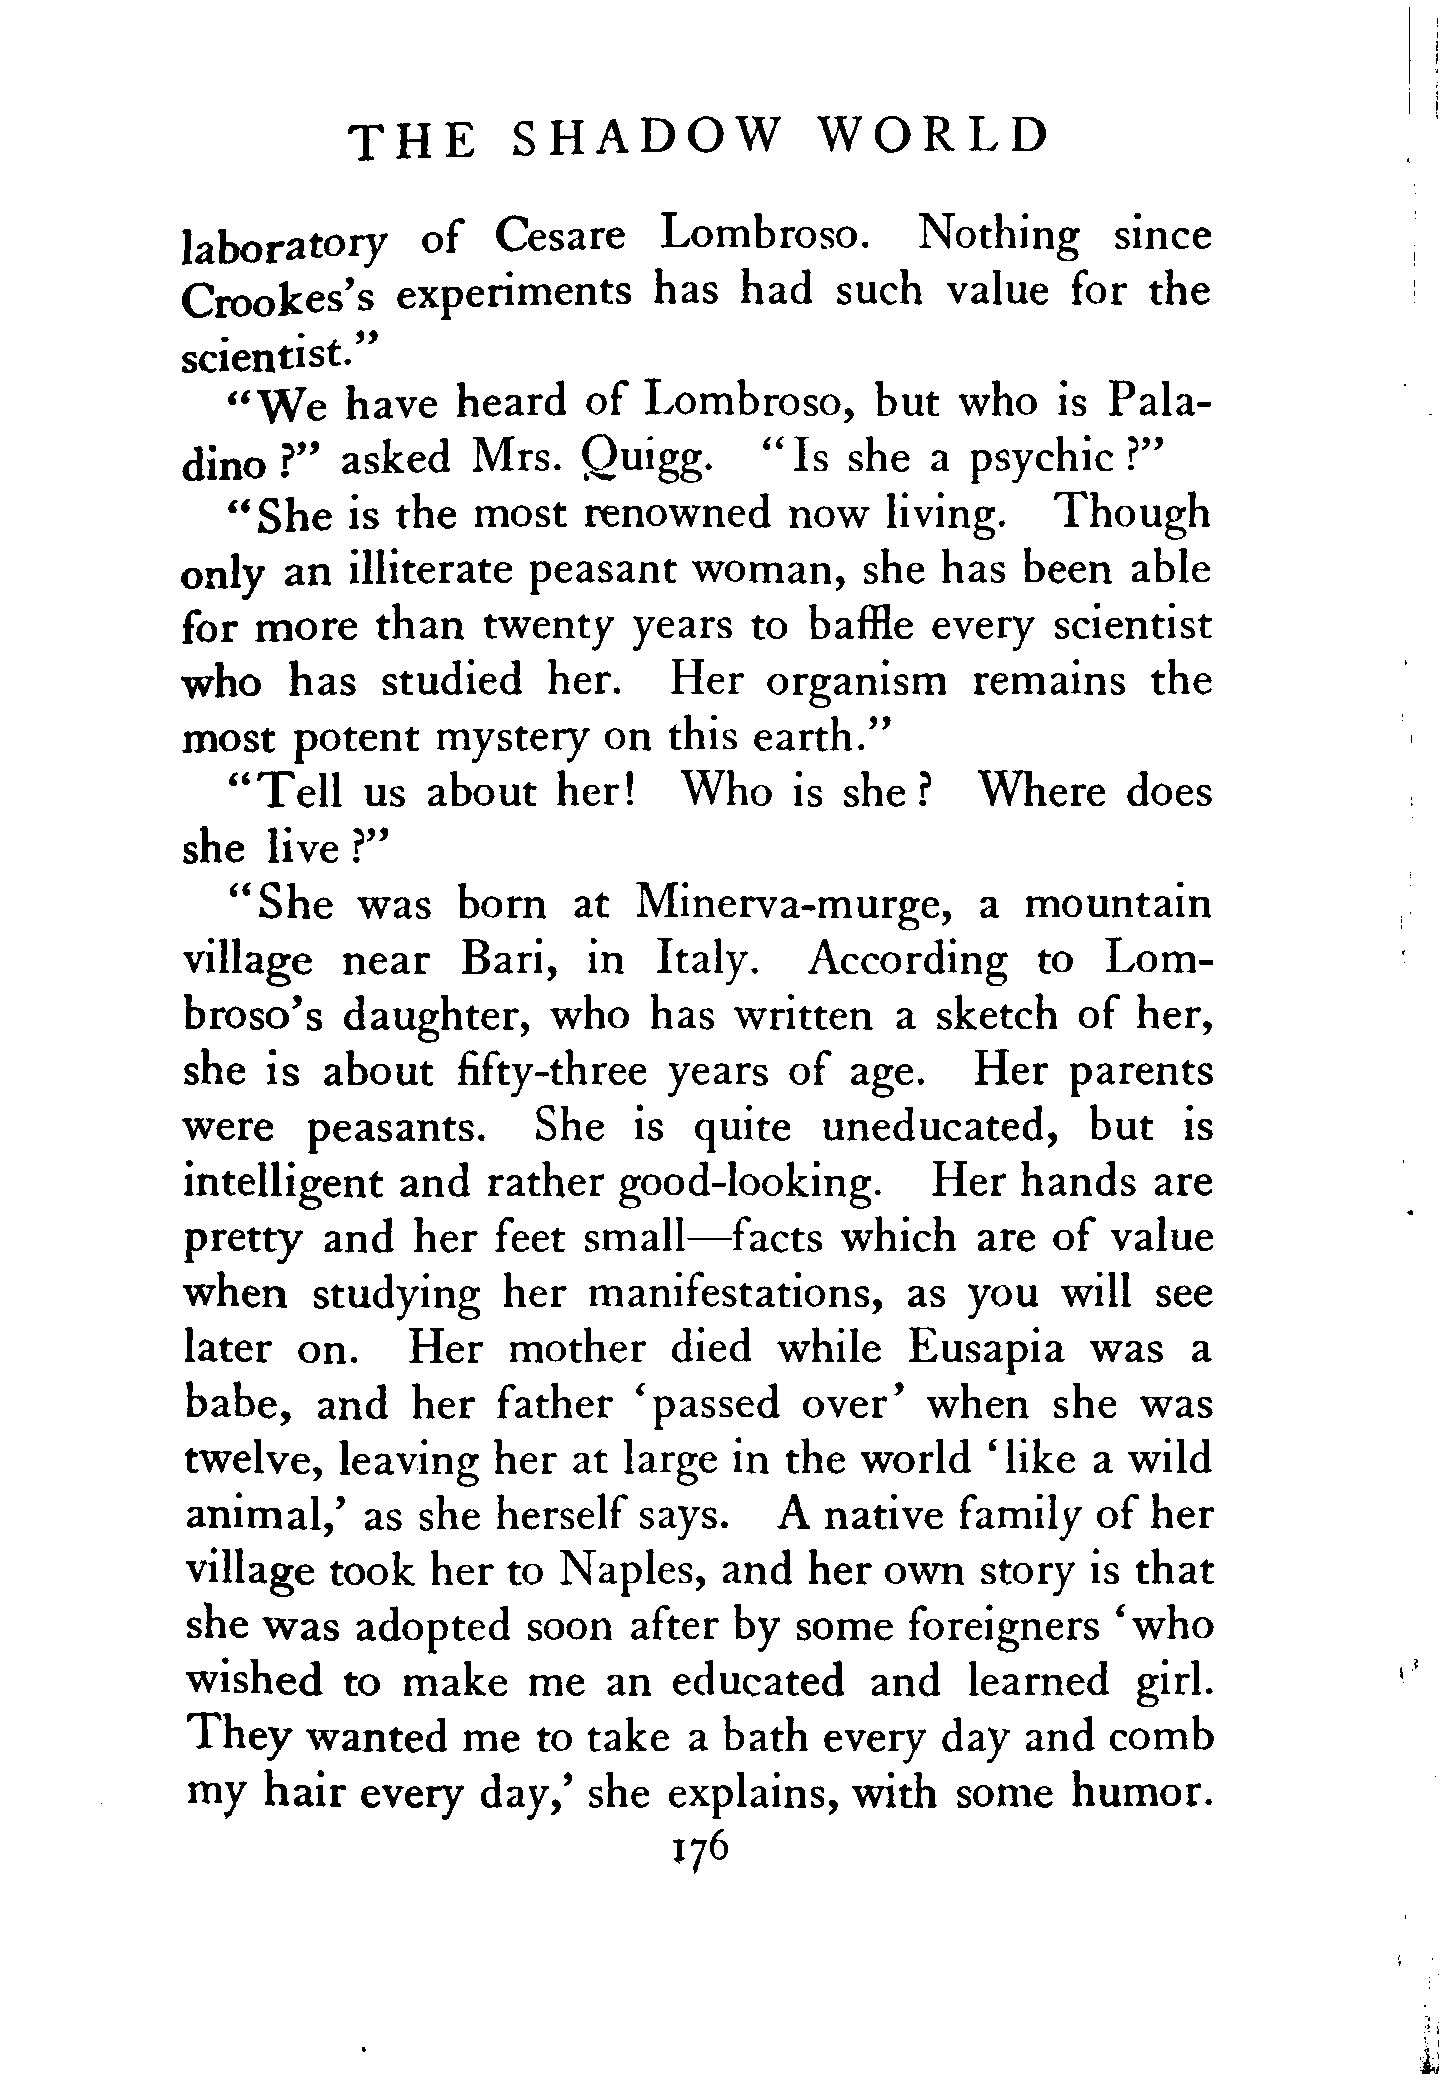 THE SHADOW WORLD
laboratory of Cesare Lombroso. Nothing since
Crookes's experiments has had such value for the
scientist."
"We have heard of Lombroso, but who is Pala-
dino?" asked Mrs. Quigg. "Is she a psychic?"
"She is the most renowned now living. Though
only an illiterate peasant woman, she has been able
for more than twenty years to baffle every scientist
who has studied her. Her organism remains the
most potent mystery on this earth."
"Tell us about her! Who is she? Where does
she live?"
"She was born at Minerva-murge, a mountain
village near Bari, in Italy. According to Lom-
broso's daughter, who has written a sketch of her,
she is about fifty-three years of age. Her parents
were peasants. She is quite uneducated, but is
intelligent and rather good-looking. Her hands are
pretty and her feet small—facts which are of value
when studying her manifestations, as you will see
later on. Her mother died while Eusapia was a
babe, and her father 'passed over' when she was
twelve, leaving her at large in the world 'like a wild
animal,' as she herself says. A native family of her
village took her to Naples, and her own story is that
she was adopted soon after by some foreigners 'who
wished to make me an educated and learned girl.
They wanted me to take a bath every day and comb
my hair every day,' she explains, with some humor.
176